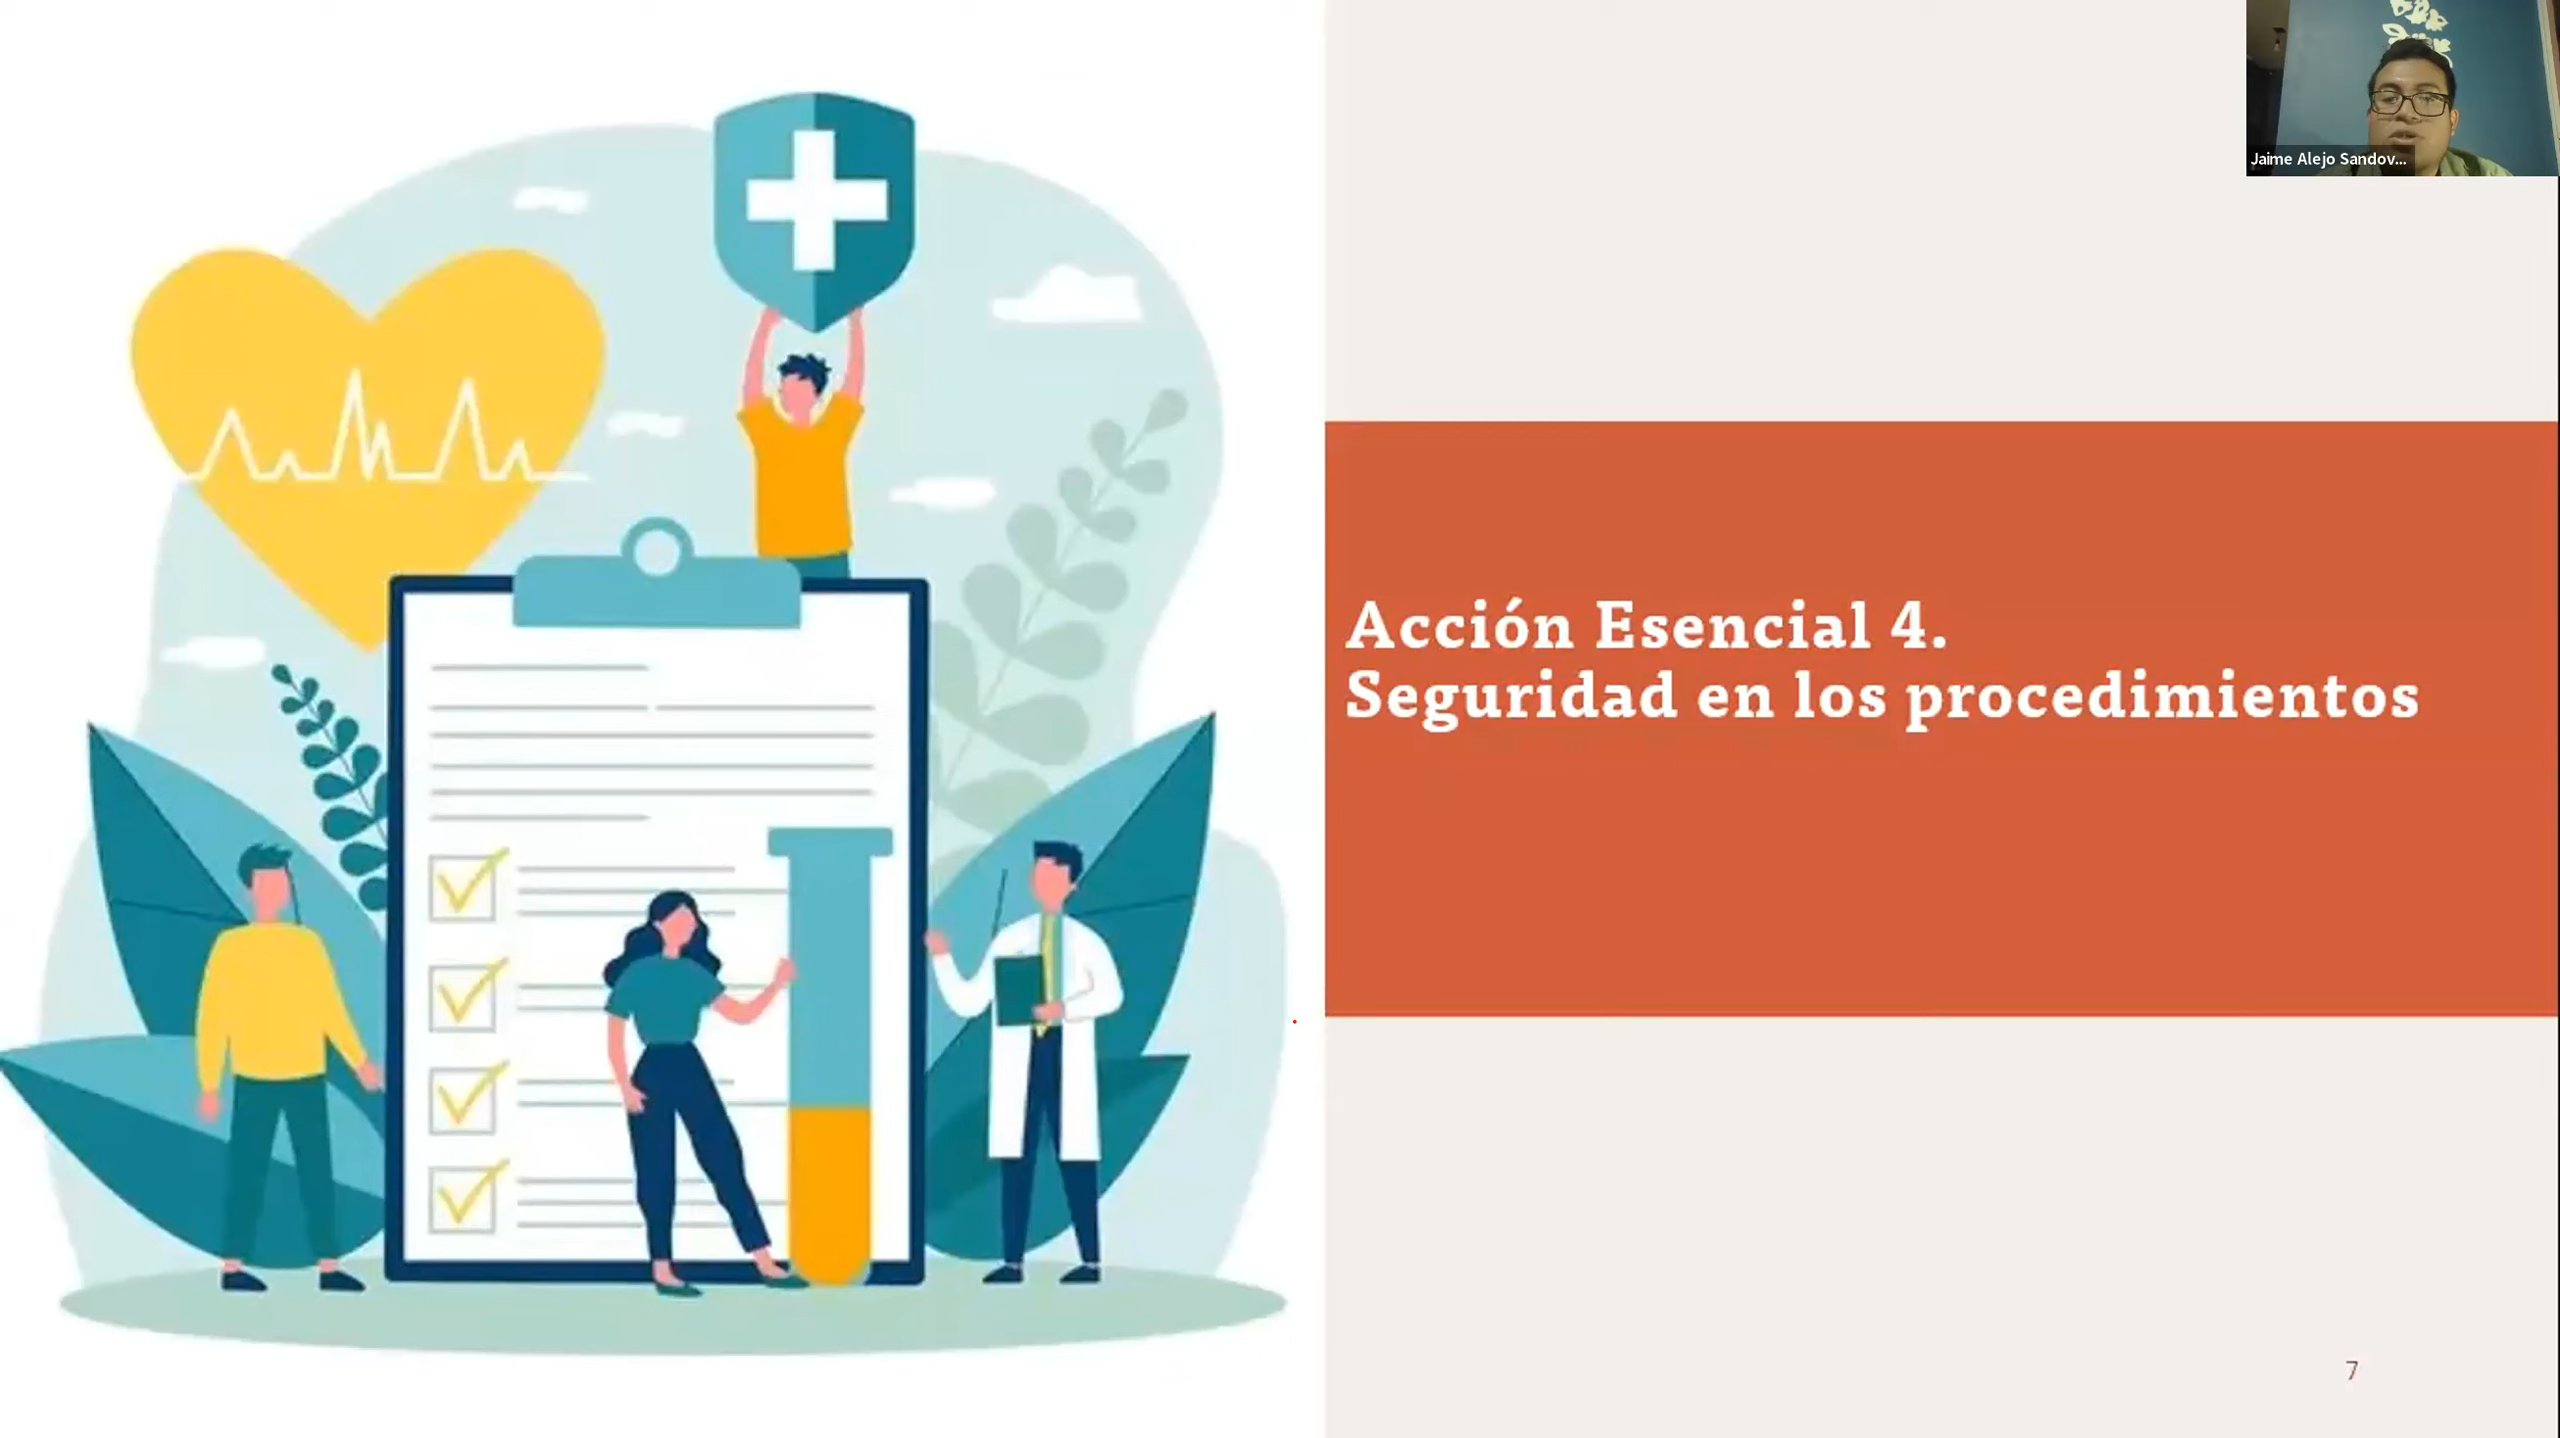 Jaime Alejo Sandov...
Acción Esencial 4.
Seguridad en los procedimientos
7